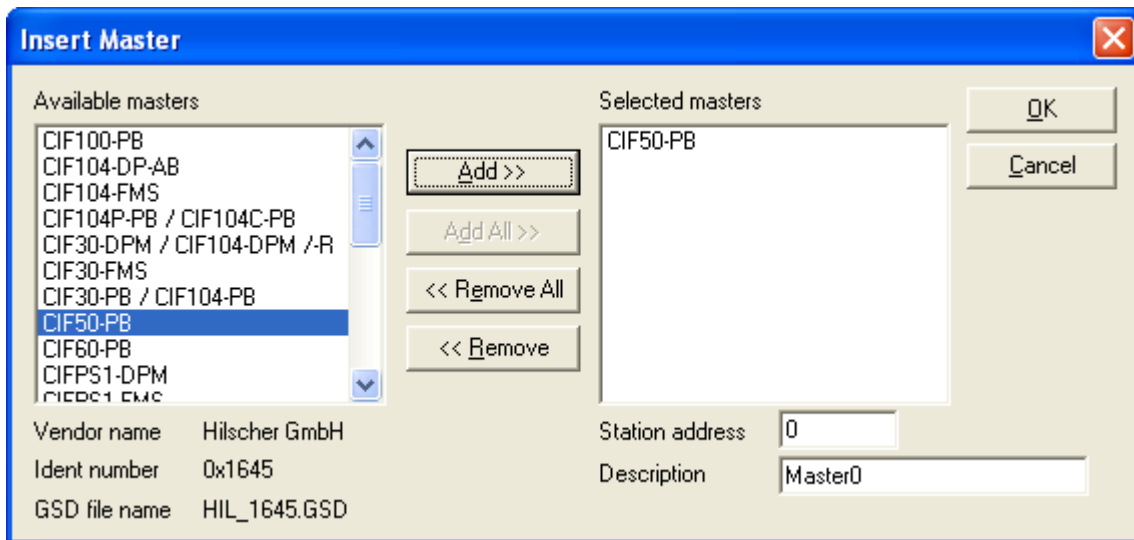 Insert Master
Available masters
CIF100-PB
CIF104-DP-AB
CIF104-FMS
CIF104P-PB / CIF104C-PB
CIF30-DPM / CIF104-DPM /-R
CIF30-FMS
CIF30-PB / CIF104-PB
CIF50-PB
CIF60-PB
CIFPS1-DPM
CIFPS1-FMS
Add >>
Add All >>
<< Remove All
<< Remove
Selected masters
CIF50-PB
OK
Cancel
Vendor name Hilscher GmbH
Ident number 0x1645
GSD file name HIL_1645.GSD
Station address 0
Description Master0